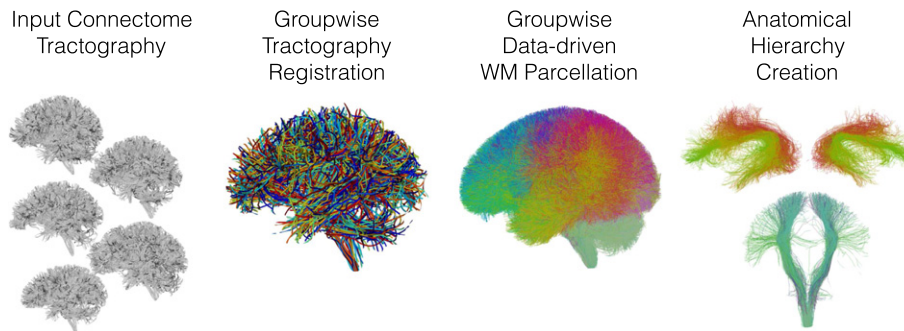 Input Connectome
Tractography
Groupwise
Tractography
Registration
Groupwise
Data-driven
WM Parcellation
Anatomical
Hierarchy
Creation